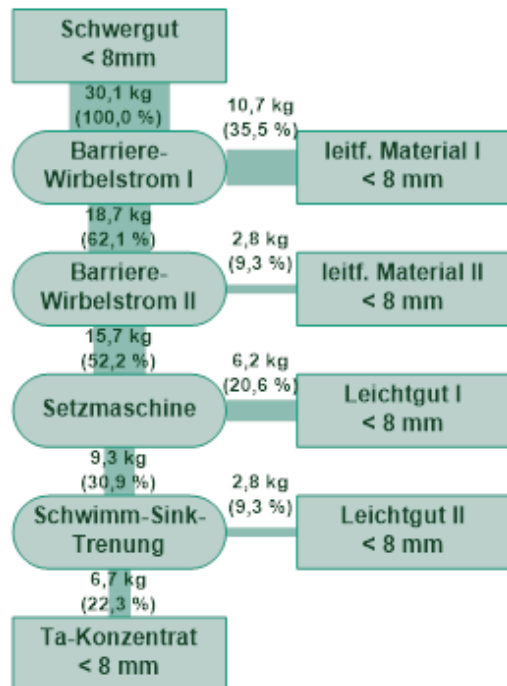 Schwergut
< 8mm
30,1 kg
(100,0 %)
10,7 kg
(35,5 %)
Barriere-
Wirbelstrom I
leitf. Material I
< 8 mm
18,7 kg
(62,1 %)
2,8 kg
(9,3 %)
Barriere-
Wirbelstrom II
leitf. Material II
< 8 mm
15,7 kg
(52,2 %)
6,2 kg
(20,6 %)
Setzmaschine
Leichtgut I
< 8 mm
9,3 kg
(30,9 %)
2,8 kg
(9,3 %)
Schwimm-Sink-
Trenung
Leichtgut II
< 8 mm
6,7 kg
(22,3 %)
Ta-Konzentrat
< 8 mm